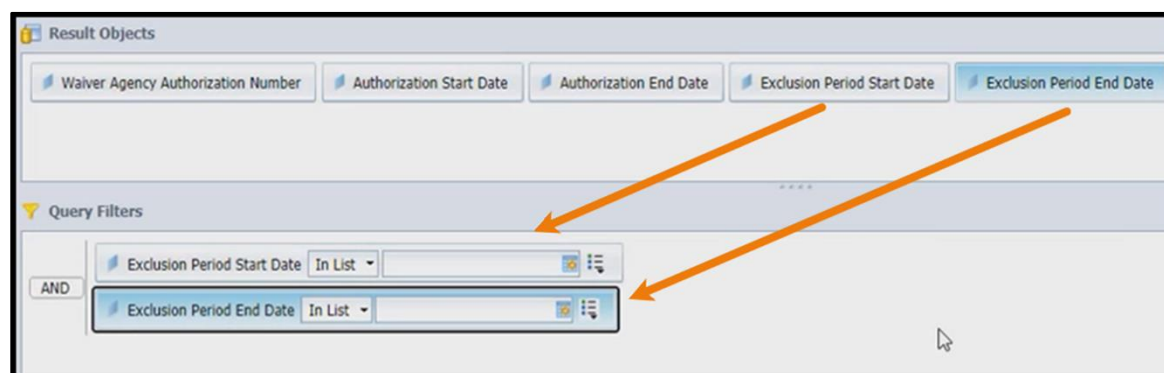 Result Objects
Waiver Agency Authorization Number Authorization Start Date Authorization End Date Exclusion Period Start Date Exclusion Period End Date
Query Filters
Exclusion Period Start Date In List
AND
Exclusion Period End Date In List